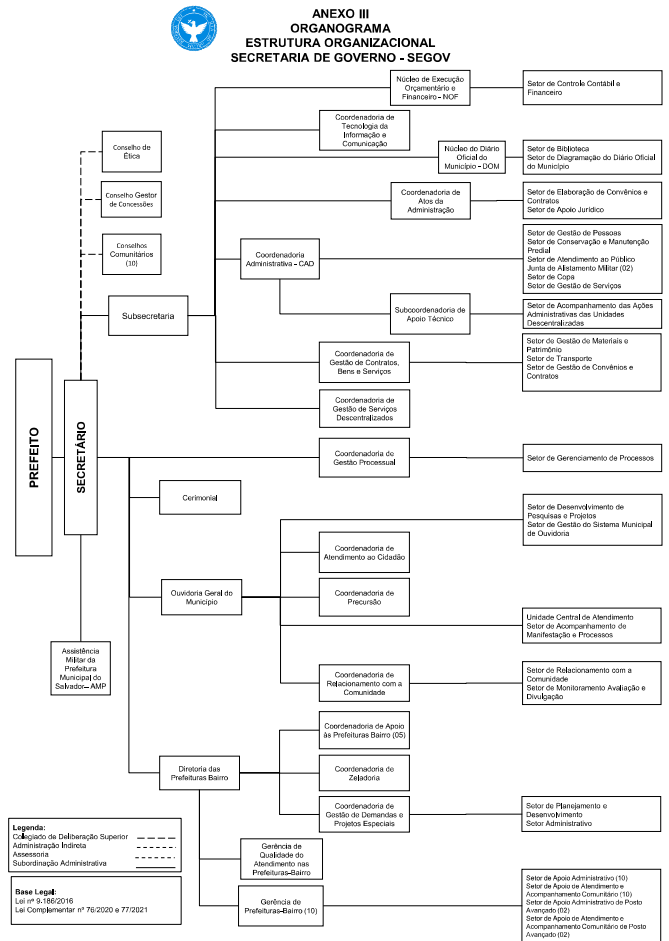 ANEXO III
ORGANOGRAMA
ESTRUTURA ORGANIZACIONAL
SECRETARIA DE GOVERNO - SEGOV
Núcleo de Execução
Orçamentário e
Financeiro – NOF
Setor de Controle Contábil e
Financeiro
Coordenadoria de
Tecnologia da
Informação e
Comunicação
Conselho de
Ética
Núcleo do Diário
Oficial do
Município – DOM
Setor de Biblioteca
Setor de Diagramação do Diário Oficial
do Município
Conselho Gestor
de Concessões
Coordenadoria de
Atos da
Administração
Setor de Elaboração de Convênios e
Contratos
Setor de Apoio Jurídico
Conselhos
Comunitários
(10)
Coordenadoria
Administrativa – CAD
Setor de Gestão de Pessoas
Setor de Conservação e Manutenção
Predial
Setor de Atendimento ao Público
Junta de Alistamento Militar (02)
Setor de Copa
Setor de Gestão de Serviços
Subsecretaria
Subcoordenadoria de
Apoio Técnico
Setor de Acompanhamento das Ações
Administrativas das Unidades
Descentralizadas
Coordenadoria de
Gestão de Contratos,
Bens e Serviços
Setor de Gestão de Materiais e
Patrimônio
Setor de Transporte
Setor de Gestão de Convênios e
Contratos
Coordenadoria de
Gestão de Serviços
Descentralizados
PREFEITO
SECRETÁRIO
Coordenadoria de
Gestão Processual
Setor de Gerenciamento de Processos
Cerimonial
Setor de Desenvolvimento de
Pesquisas e Projetos
Setor de Gestão do Sistema Municipal
de Ouvidoria
Coordenadoria de
Atendimento ao Cidadão
Ouvidoria Geral do
Município
Coordenadoria de
Precursão
Unidade Central de Atendimento
Setor de Acompanhamento de
Manifestação e Processos
Assistência
Militar da
Prefeitura
Municipal do
Salvador – AMP
Coordenadoria de
Relacionamento com a
Comunidade
Setor de Relacionamento com a
Comunidade
Setor de Monitoramento Avaliação e
Divulgação
Coordenadoria de Apoio
às Prefeituras Bairro (05)
Diretoria das
Prefeituras Bairro
Coordenadoria de
Zeladoria
Coordenadoria de
Gestão de Demandas e
Projetos Especiais
Setor de Planejamento e
Desenvolvimento
Setor Administrativo
Legenda:
Colegiado de Deliberação Superior
Administração Indireta
Assessoria
Subordinação Administrativa
Gerência de
Qualidade do
Atendimento nas
Prefeituras-Bairro
Base Legal:
Lei nº 9.186/2016
Lei Complementar nº 76/2020 e 77/2021
Gerência de
Prefeituras-Bairro (10)
Setor de Apoio Administrativo (10)
Setor de Apoio de Atendimento e
Acompanhamento Comunitário (10)
Setor de Apoio Administrativo de Posto
Avançado (02)
Setor de Apoio de Atendimento e
Acompanhamento Comunitário de Posto
Avançado (02)